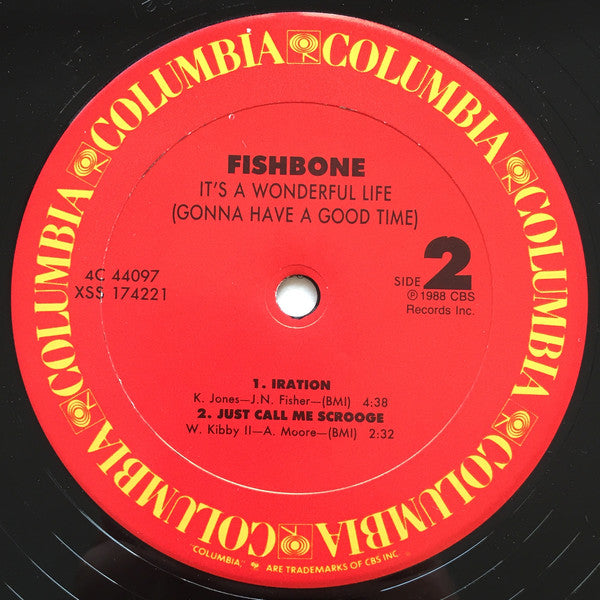 COLUMBIA COLUMBIA COLUMBIA COLUMBIA COLUMBIA COLUMBIA COLUMBIA COLUMBIA
FISHBONE
IT'S A WONDERFUL LIFE
(GONNA HAVE A GOOD TIME)
4C 44097
XSS 174221
SIDE 2
Ⓟ 1988 CBS
Records Inc.
1. IRATION
K. Jones—J.N. Fisher—(BMI) 4:38
2. JUST CALL ME SCROOGE
W. Kibby II—A. Moore—(BMI) 2:32
"COLUMBIA," ARE TRADEMARKS OF CBS INC.